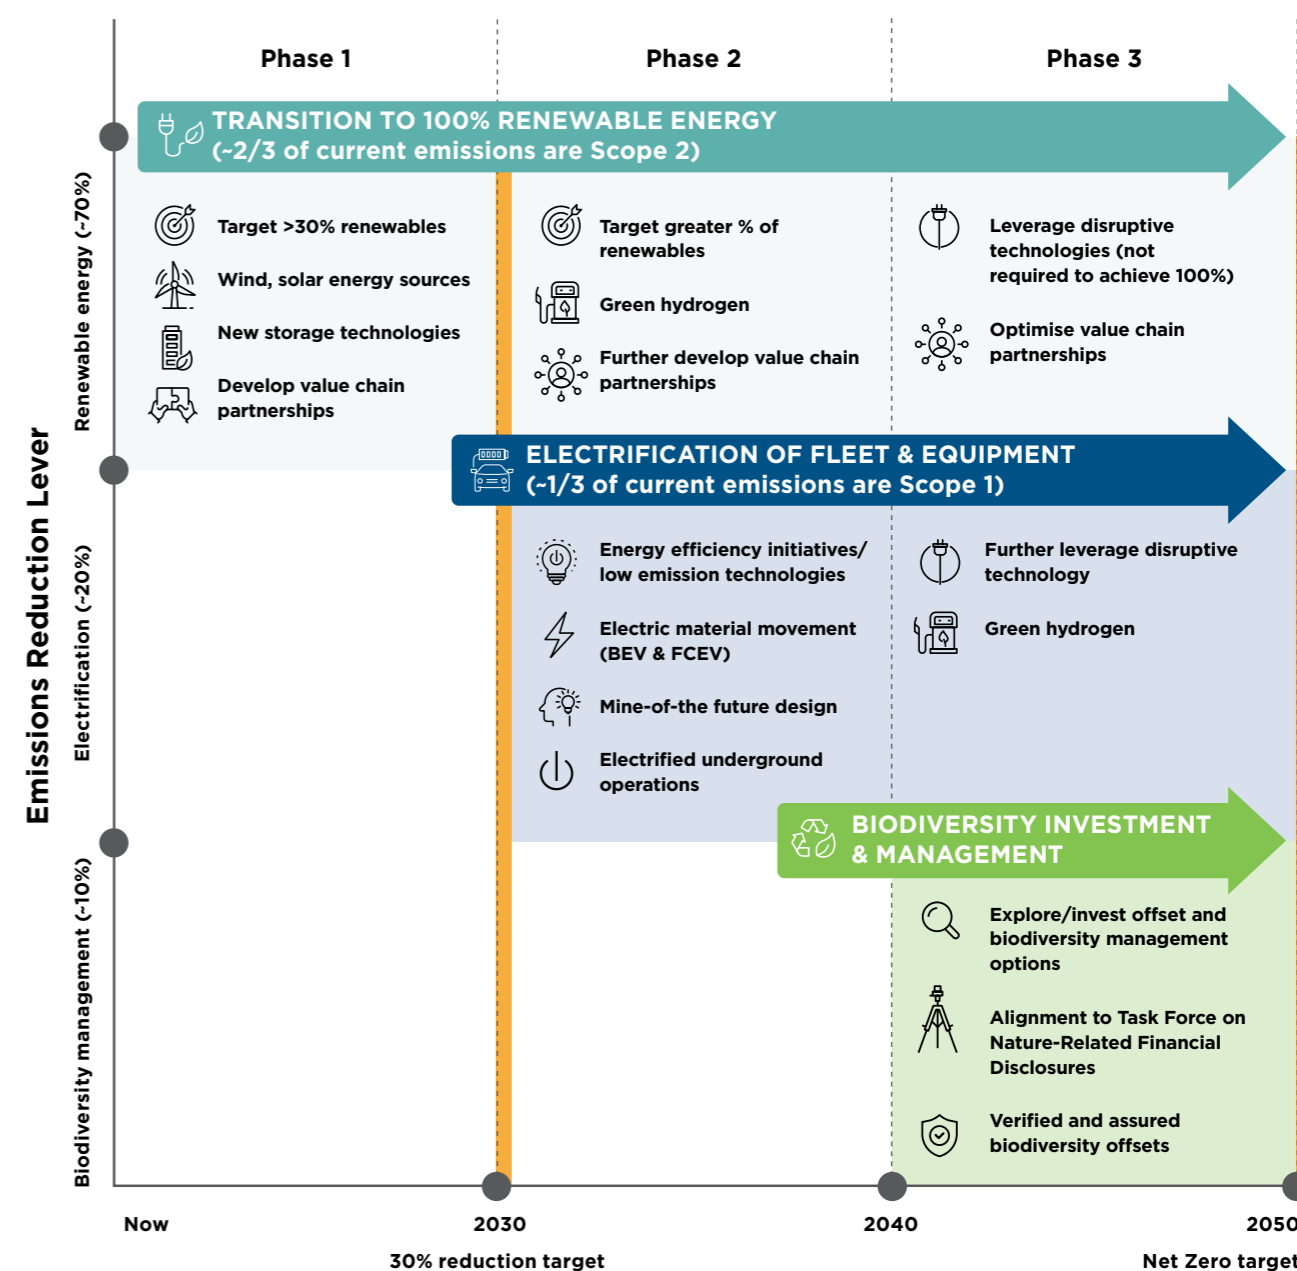 Phase 1
Phase 2
Phase 3
TRANSITION TO 100% RENEWABLE ENERGY
(~2/3 of current emissions are Scope 2)
Emissions Reduction Lever
Renewable energy (~70%)
Target >30% renewables
Wind, solar energy sources
New storage technologies
Develop value chain
partnerships
Target greater % of
renewables
Green hydrogen
Further develop value chain
partnerships
Leverage disruptive
technologies (not
required to achieve 100%)
Optimise value chain
partnerships
ELECTRIFICATION OF FLEET & EQUIPMENT
(~1/3 of current emissions are Scope 1)
Electrification (~20%)
Energy efficiency initiatives/
low emission technologies
Electric material movement
(BEV & FCEV)
Mine-of-the future design
Electrified underground
operations
Further leverage disruptive
technology
Green hydrogen
BIODIVERSITY INVESTMENT
& MANAGEMENT
Biodiversity management (~10%)
Explore/invest offset and
biodiversity management
options
Alignment to Task Force on
Nature-Related Financial
Disclosures
Verified and assured
biodiversity offsets
Now
2030
2040
2050
30% reduction target
Net Zero target